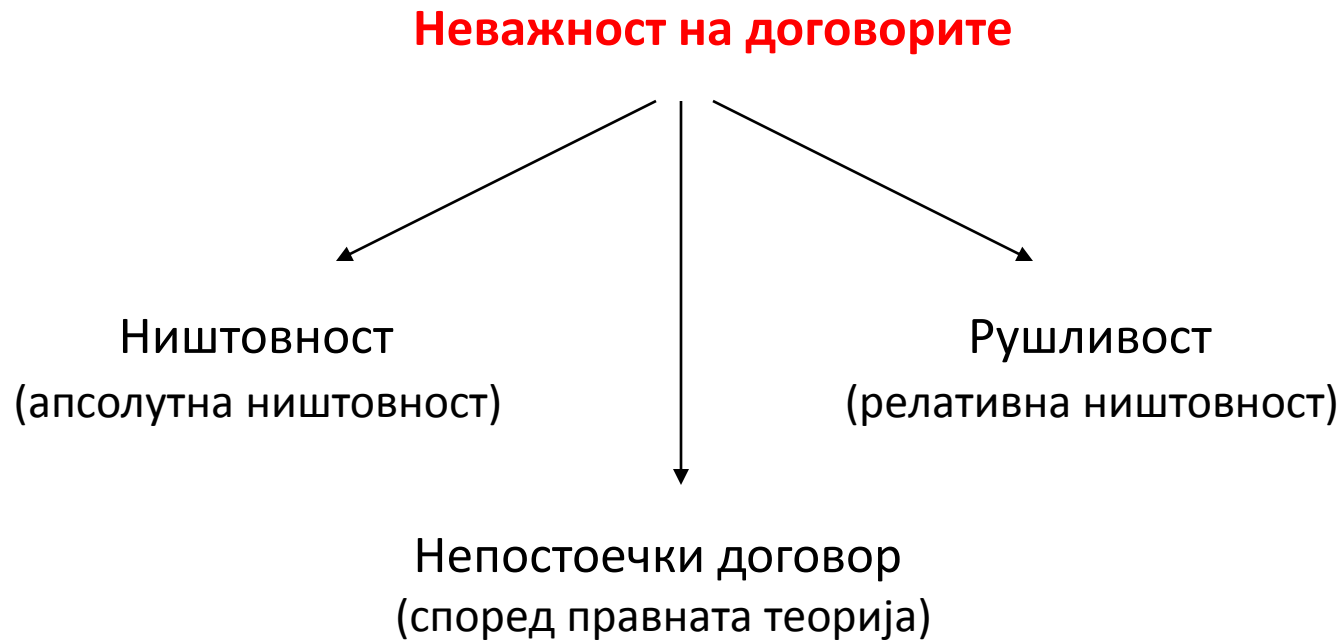 Неважност на договорите
Ништовност
(апсолутна ништовност)
Рушливост
(релативна ништовност)
Непостоечки договор
(според правната теорија)